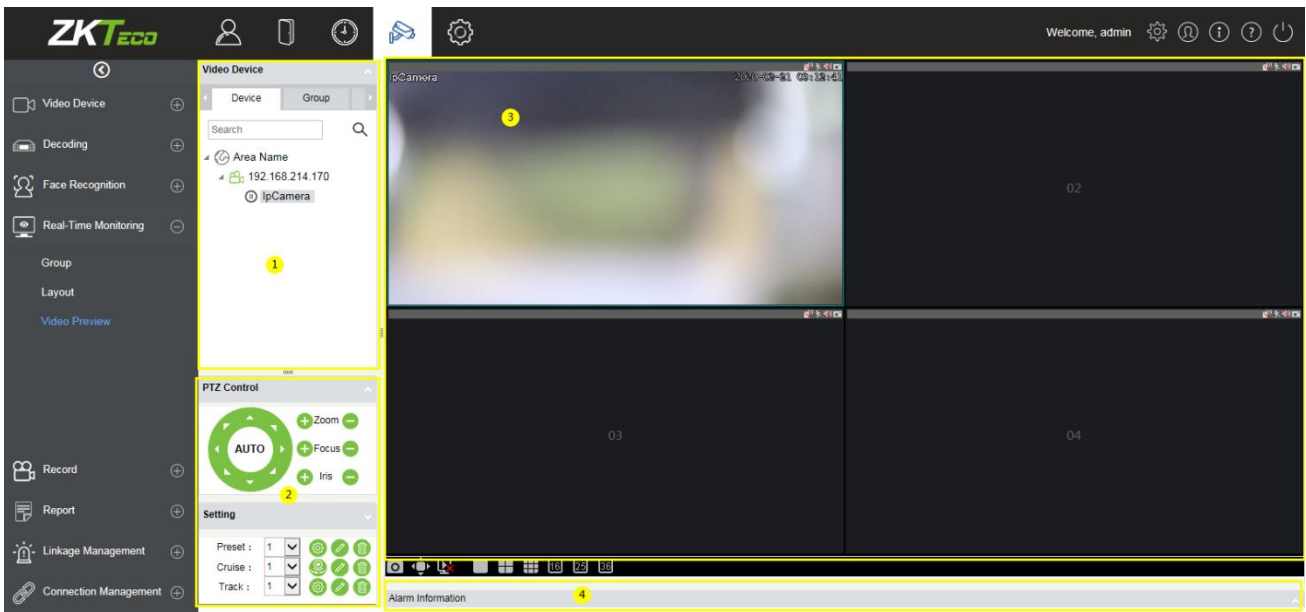 ZKTECO
Welcome, admin
Video Device
Decoding
Face Recognition
Real-Time Monitoring
Group
Layout
Video Preview
Record
Report
Linkage Management
Connection Management
Video Device
Device Group
Search
Area Name
192.168.214.170
IpCamera
1
PTZ Control
AUTO
Zoom
Focus
Iris
2
Setting
Preset : 1
Cruise : 1
Track : 1
IpCamera
3
02
03
04
16 25 36
Alarm Information
4